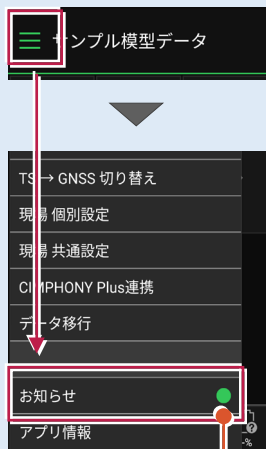 サンプル模型データ
TS→ GNSS 切り替え
現場 個別設定
現場 共通設定
CIMPHONY Plus連携
データ移行
お知らせ
アプリ情報
-%